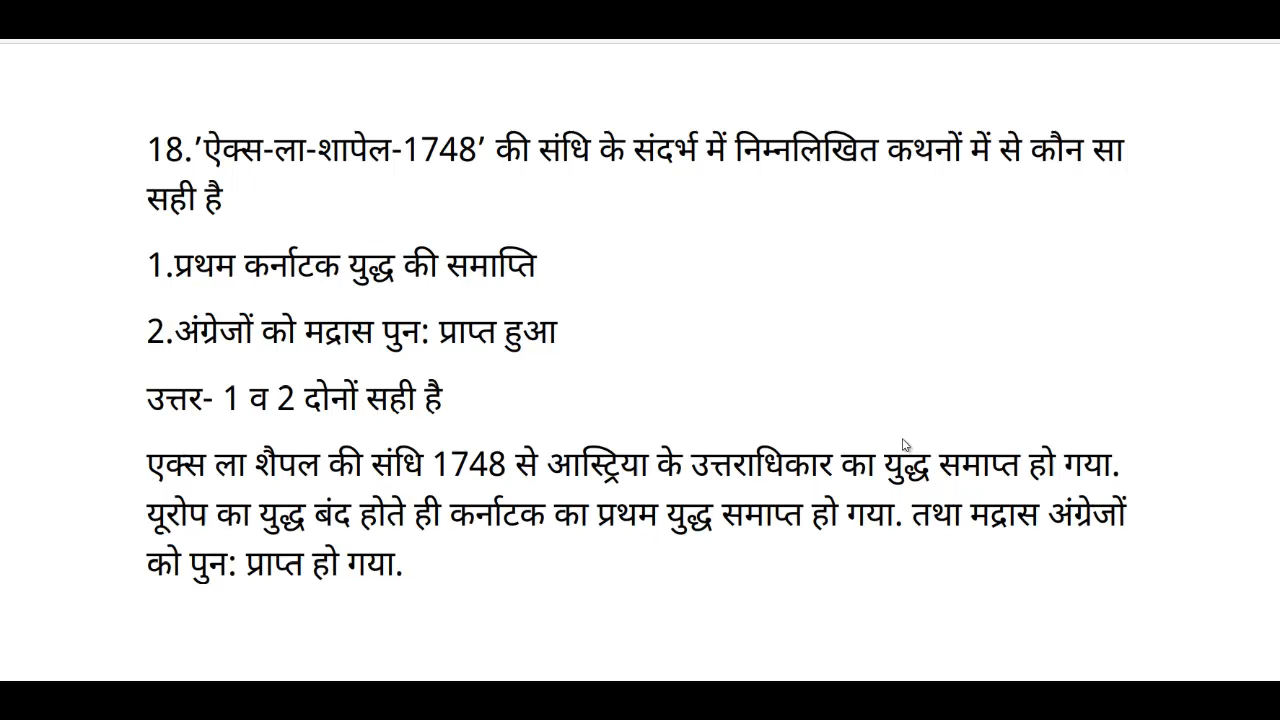 18.’ऐक्स-ला-शापेल-1748’ की संधि के संदर्भ में निम्नलिखित कथनों में से कौन सा
सही है
1.प्रथम कर्नाटक युद्ध की समाप्ति
2.अंग्रेजों को मद्रास पुन: प्राप्त हुआ
उत्तर- 1 व 2 दोनों सही है
एक्स ला शैपल की संधि 1748 से आस्ट्रिया के उत्तराधिकार का युद्ध समाप्त हो गया.
यूरोप का युद्ध बंद होते ही कर्नाटक का प्रथम युद्ध समाप्त हो गया. तथा मद्रास अंग्रेजों
को पुन: प्राप्त हो गया.